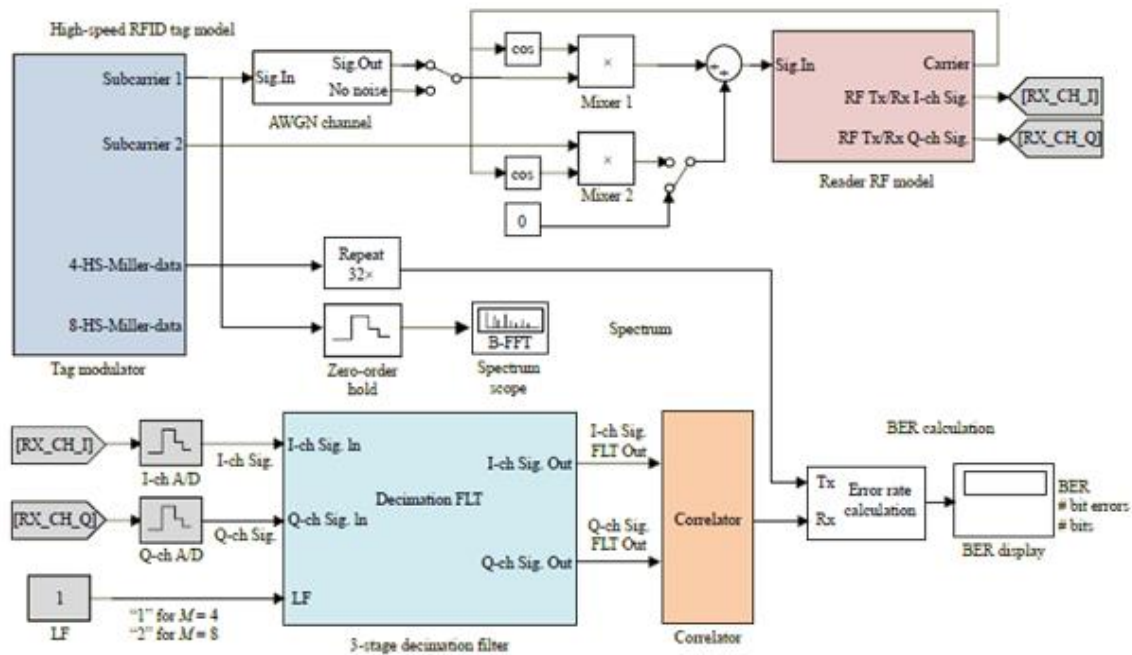 High-speed RFID tag model
Subcarrier 1
Subcarrier 2
4-HS-Miller-data
8-HS-Miller-data
Tag modulator
Sig.In
Sig.Out
No noise
AWGN channel
cos
×
Mixer 1
cos
×
Mixer 2
0
Sig.In
Carrier
RF Tx/Rx I-ch Sig.
RF Tx/Rx Q-ch Sig.
Reader RF model
[RX_CH_I]
[RX_CH_Q]
Repeat
32×
Zero-order
hold
B-FFT
Spectrum
scope
Spectrum
[RX_CH_I]
I-ch A/D
I-ch Sig.
[RX_CH_Q]
Q-ch A/D
Q-ch Sig.
1
LF
"1" for M = 4
"2" for M = 8
I-ch Sig. In
Q-ch Sig. In
LF
Decimation FLT
I-ch Sig. Out
Q-ch Sig. Out
3-stage decimation filter
I-ch Sig.
FLT Out
Q-ch Sig.
FLT Out
Correlator
Correlator
BER calculation
Tx
Rx
Error rate
calculation
BER
# bit errors
# bits
BER display